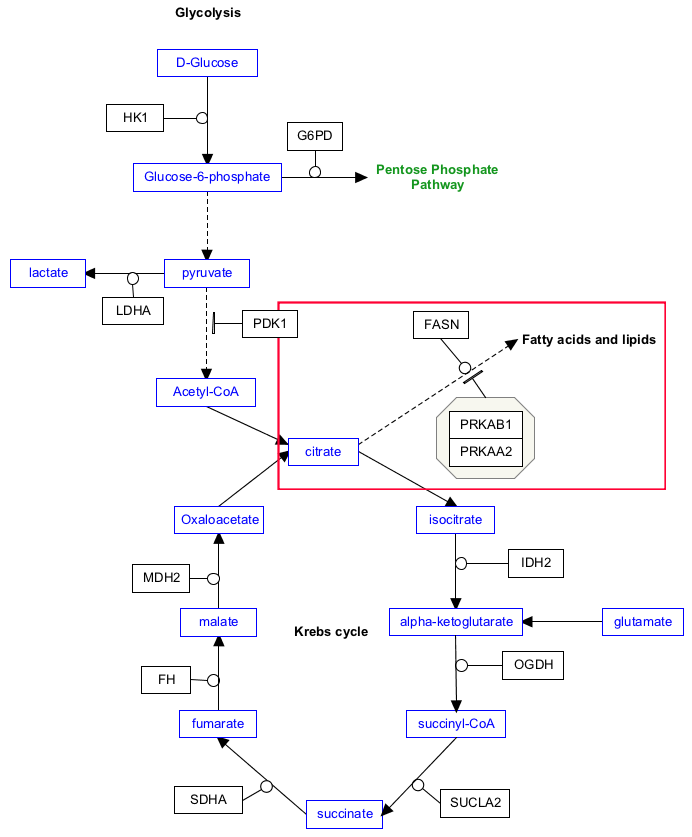 Glycolysis
D-Glucose
HK1
G6PD
Glucose-6-phosphate
Pentose Phosphate
Pathway
lactate
pyruvate
LDHA
PDK1
FASN
Fatty acids and lipids
Acetyl-CoA
PRKAB1
PRKAA2
citrate
Oxaloacetate
isocitrate
MDH2
IDH2
malate
Krebs cycle
alpha-ketoglutarate
glutamate
FH
OGDH
fumarate
succinyl-CoA
SDHA
succinate
SUCLA2